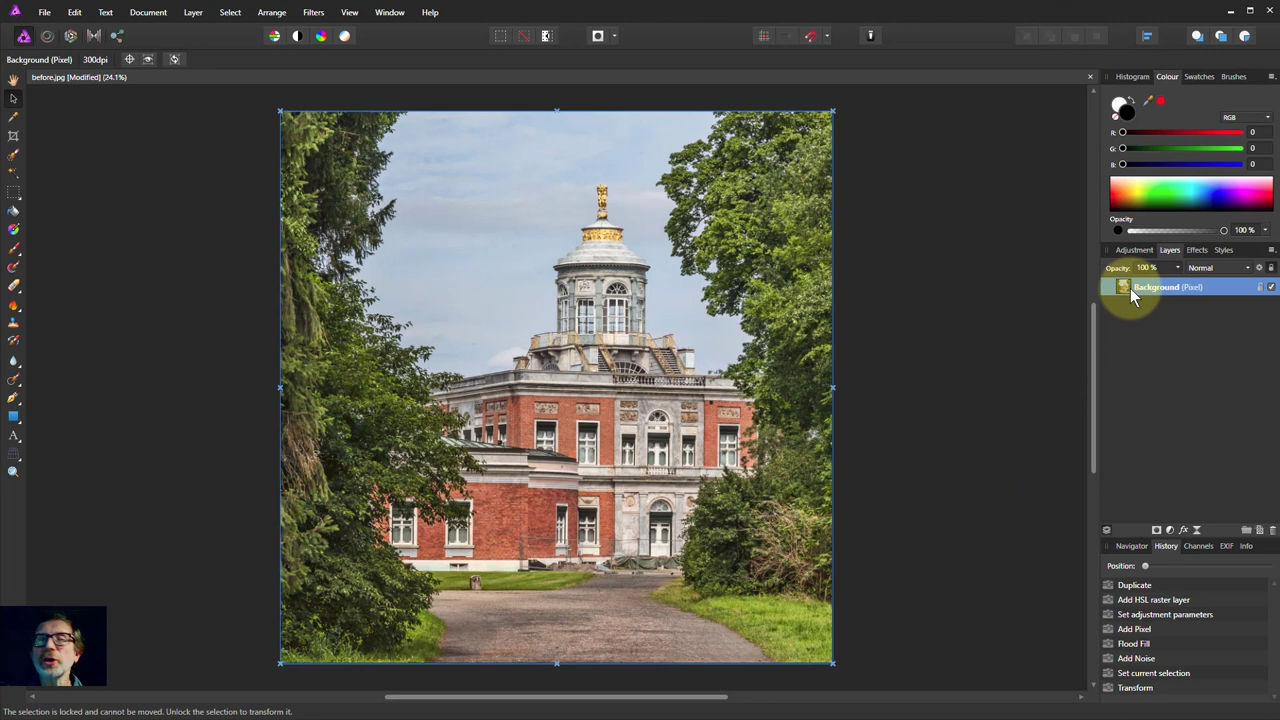 File Edit Text Document Layer Select Arrange Filters View Window Help
Background (Pixel) 300dpi
before.jpg [Modified] (24.1%)
Histogram Colour Swatches Brushes
RGB
R: 0
G: 0
B: 0
Opacity
100 %
Adjustment Layers Effects Styles
Opacity: 100 % Normal
Background (Pixel)
Navigator History Channels EXIF Info
Position:
Duplicate
Add HSL raster layer
Set adjustment parameters
Add Pixel
Flood Fill
Add Noise
Set current selection
Transform
The selection is locked and cannot be moved. Unlock the selection to transform it.